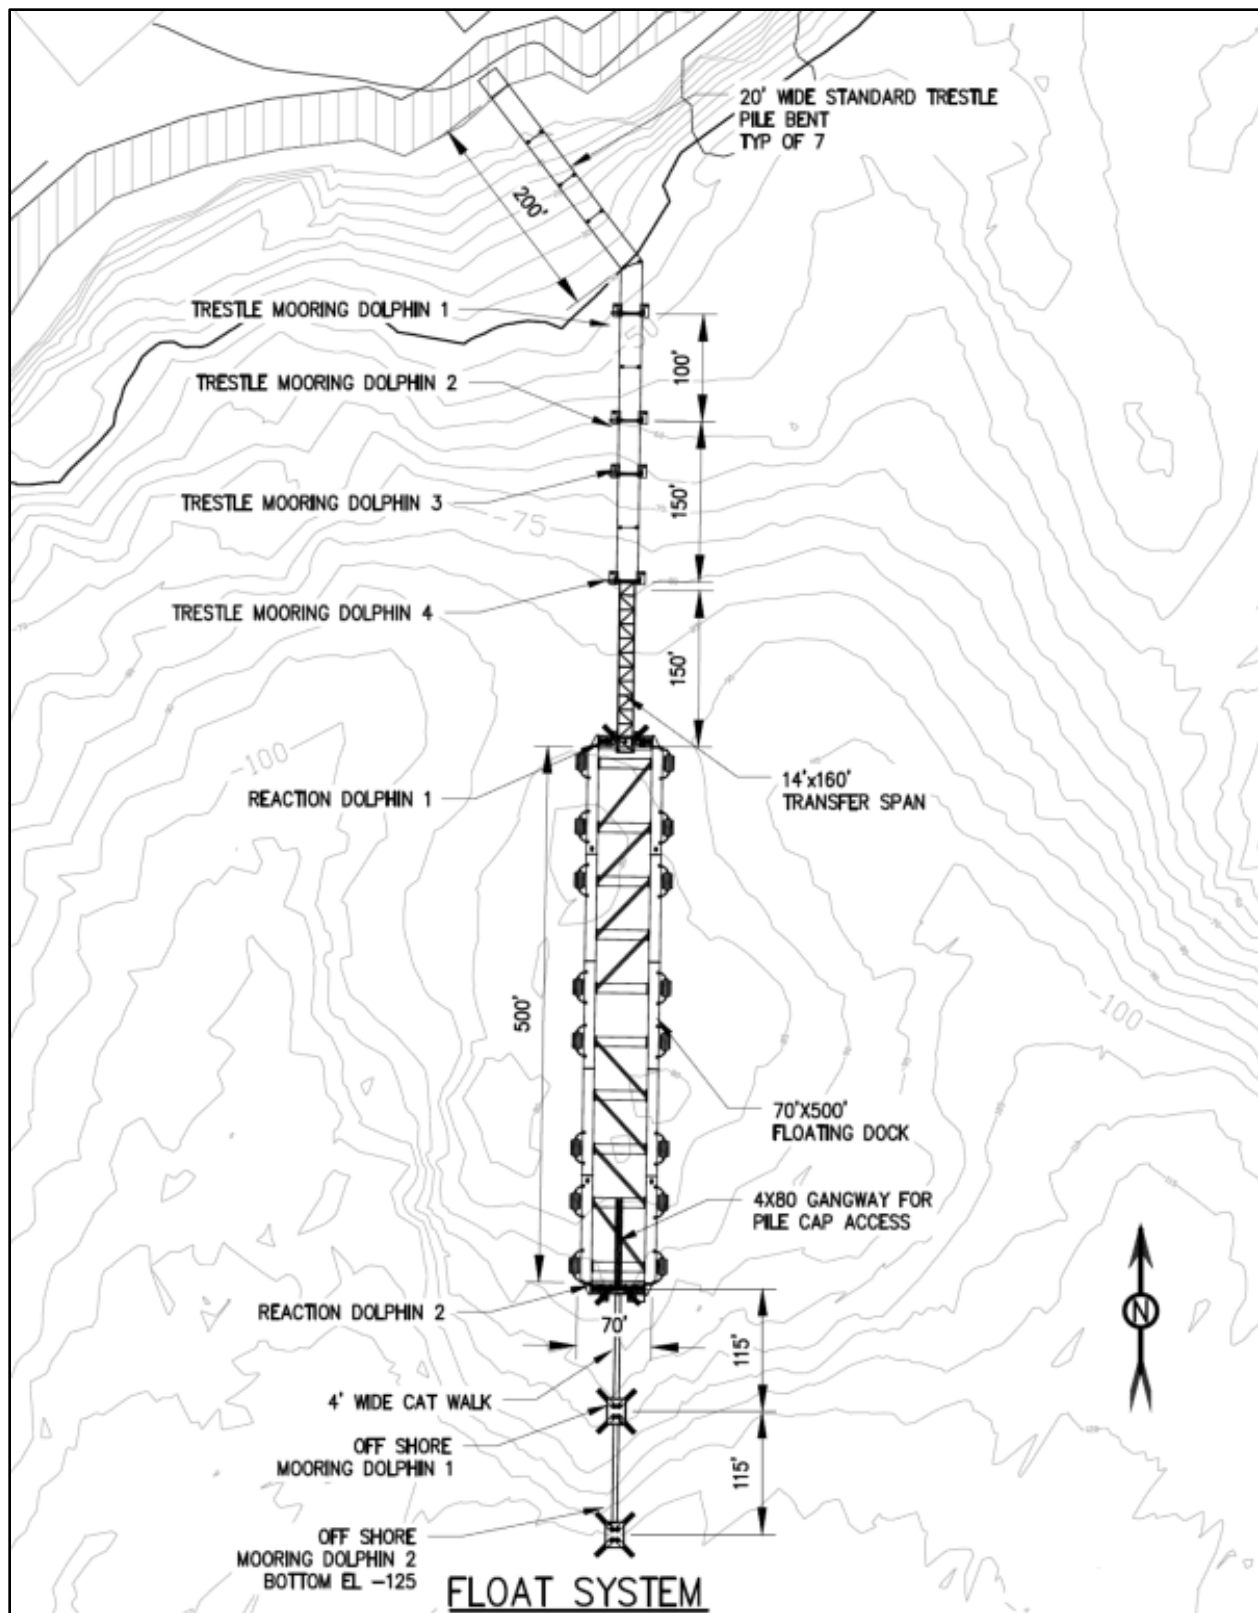 20' WIDE STANDARD TRESTLE
PILE BENT
TYP OF 7
200'
TRESTLE MOORING DOLPHIN 1
-50
100'
TRESTLE MOORING DOLPHIN 2
150'
TRESTLE MOORING DOLPHIN 3
-75
TRESTLE MOORING DOLPHIN 4
150'
-100
14'x160'
TRANSFER SPAN
REACTION DOLPHIN 1
500'
-100
70'X500'
FLOATING DOCK
4X80 GANGWAY FOR
PILE CAP ACCESS
N
REACTION DOLPHIN 2
70'
115'
4' WIDE CAT WALK
OFF SHORE
MOORING DOLPHIN 1
115'
OFF SHORE
MOORING DOLPHIN 2
BOTTOM EL -125
FLOAT SYSTEM